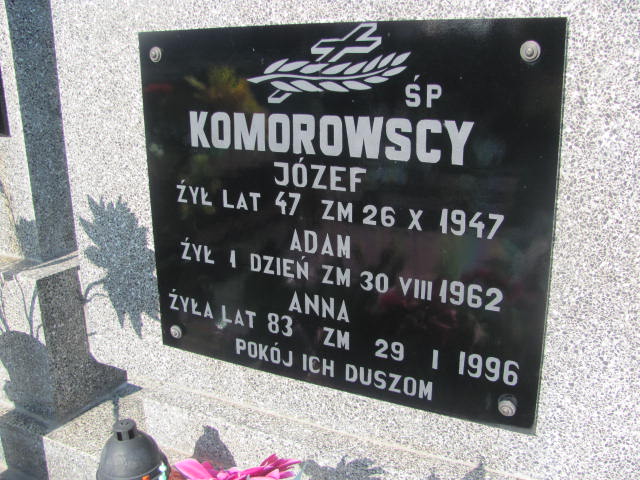 ŚP
KOMOROWSCY
JÓZEF
ŻYŁ LAT 47 ZM 26 X 1947
ADAM
ŻYŁ 1 DZIEŃ ZM 30 VIII 1962
ANNA
ŻYŁA LAT 83 ZM 29 I 1996
POKÓJ ICH DUSZOM